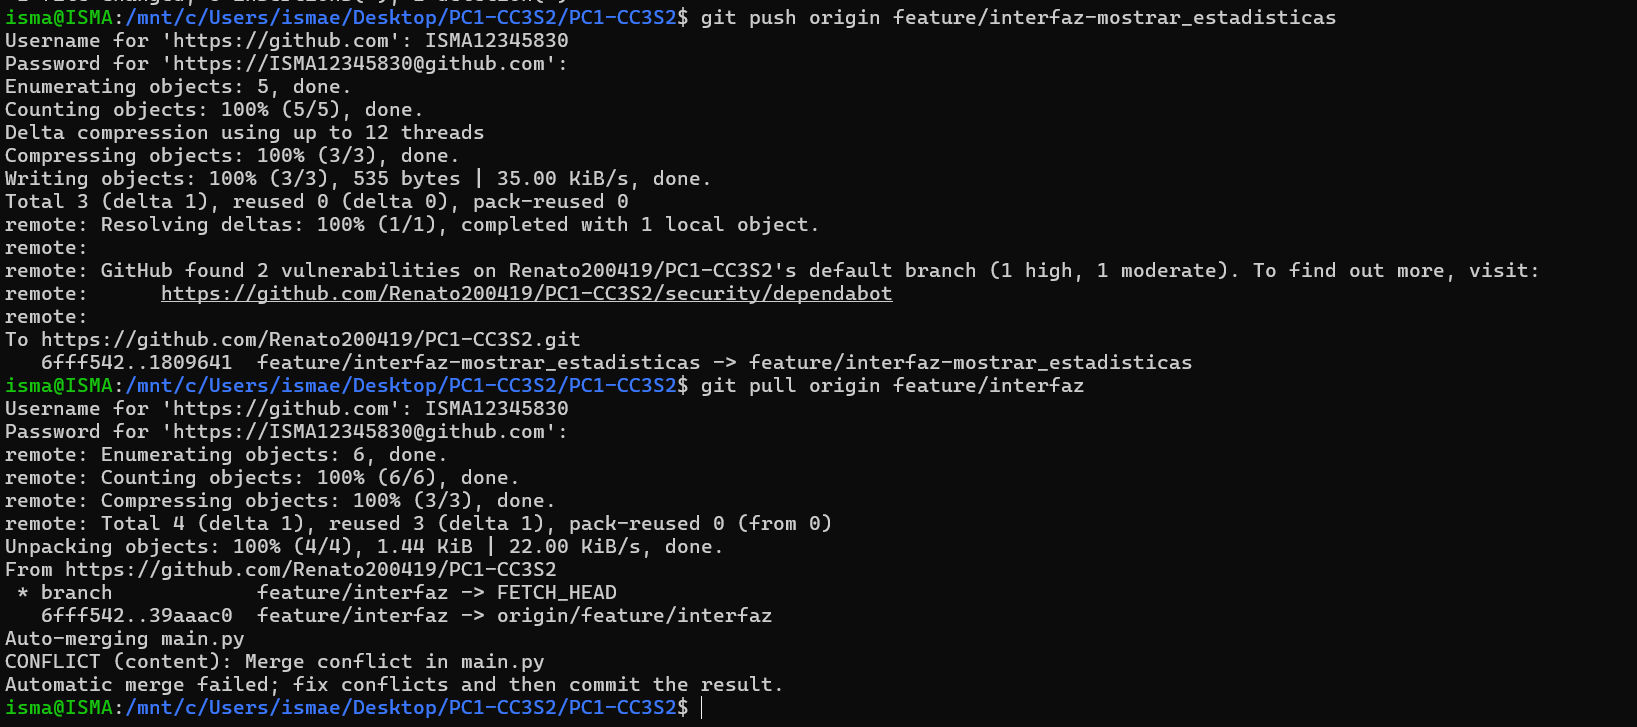 isma@ISMA:/mnt/c/Users/ismae/Desktop/PC1-CC3S2/PC1-CC3S2$ git push origin feature/interfaz-mostrar_estadisticas
Username for 'https://github.com': ISMA12345830
Password for 'https://ISMA12345830@github.com':
Enumerating objects: 5, done.
Counting objects: 100% (5/5), done.
Delta compression using up to 12 threads
Compressing objects: 100% (3/3), done.
Writing objects: 100% (3/3), 535 bytes | 35.00 KiB/s, done.
Total 3 (delta 1), reused 0 (delta 0), pack-reused 0
remote: Resolving deltas: 100% (1/1), completed with 1 local object.
remote:
remote: GitHub found 2 vulnerabilities on Renato200419/PC1-CC3S2's default branch (1 high, 1 moderate). To find out more, visit:
remote:      https://github.com/Renato200419/PC1-CC3S2/security/dependabot
remote:
To https://github.com/Renato200419/PC1-CC3S2.git
   6fff542..1809641  feature/interfaz-mostrar_estadisticas -> feature/interfaz-mostrar_estadisticas
isma@ISMA:/mnt/c/Users/ismae/Desktop/PC1-CC3S2/PC1-CC3S2$ git pull origin feature/interfaz
Username for 'https://github.com': ISMA12345830
Password for 'https://ISMA12345830@github.com':
remote: Enumerating objects: 6, done.
remote: Counting objects: 100% (6/6), done.
remote: Compressing objects: 100% (3/3), done.
remote: Total 4 (delta 1), reused 3 (delta 1), pack-reused 0 (from 0)
Unpacking objects: 100% (4/4), 1.44 KiB | 22.00 KiB/s, done.
From https://github.com/Renato200419/PC1-CC3S2
 * branch            feature/interfaz -> FETCH_HEAD
   6fff542..39aaac0  feature/interfaz -> origin/feature/interfaz
Auto-merging main.py
CONFLICT (content): Merge conflict in main.py
Automatic merge failed; fix conflicts and then commit the result.
isma@ISMA:/mnt/c/Users/ismae/Desktop/PC1-CC3S2/PC1-CC3S2$